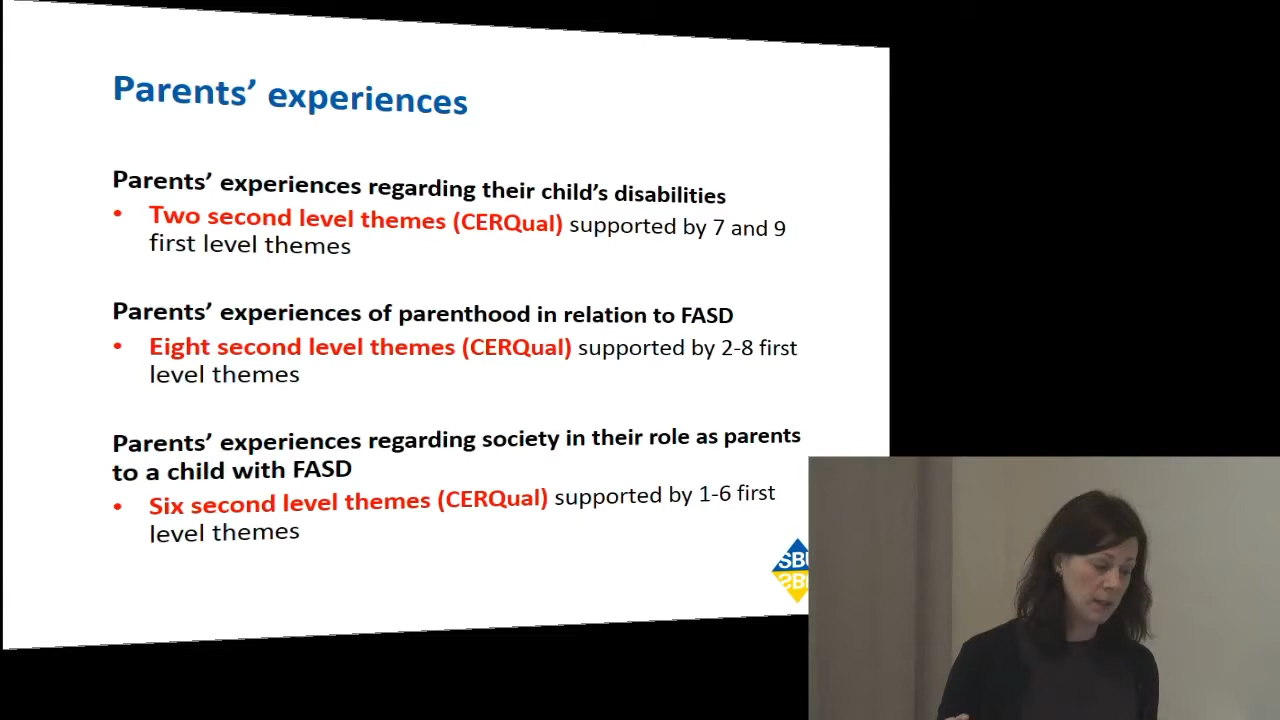 Parents’ experiences
Parents’ experiences regarding their child’s disabilities
• Two second level themes (CERQual) supported by 7 and 9
first level themes
Parents’ experiences of parenthood in relation to FASD
• Eight second level themes (CERQual) supported by 2-8 first
level themes
Parents’ experiences regarding society in their role as parents
to a child with FASD
• Six second level themes (CERQual) supported by 1-6 first
level themes